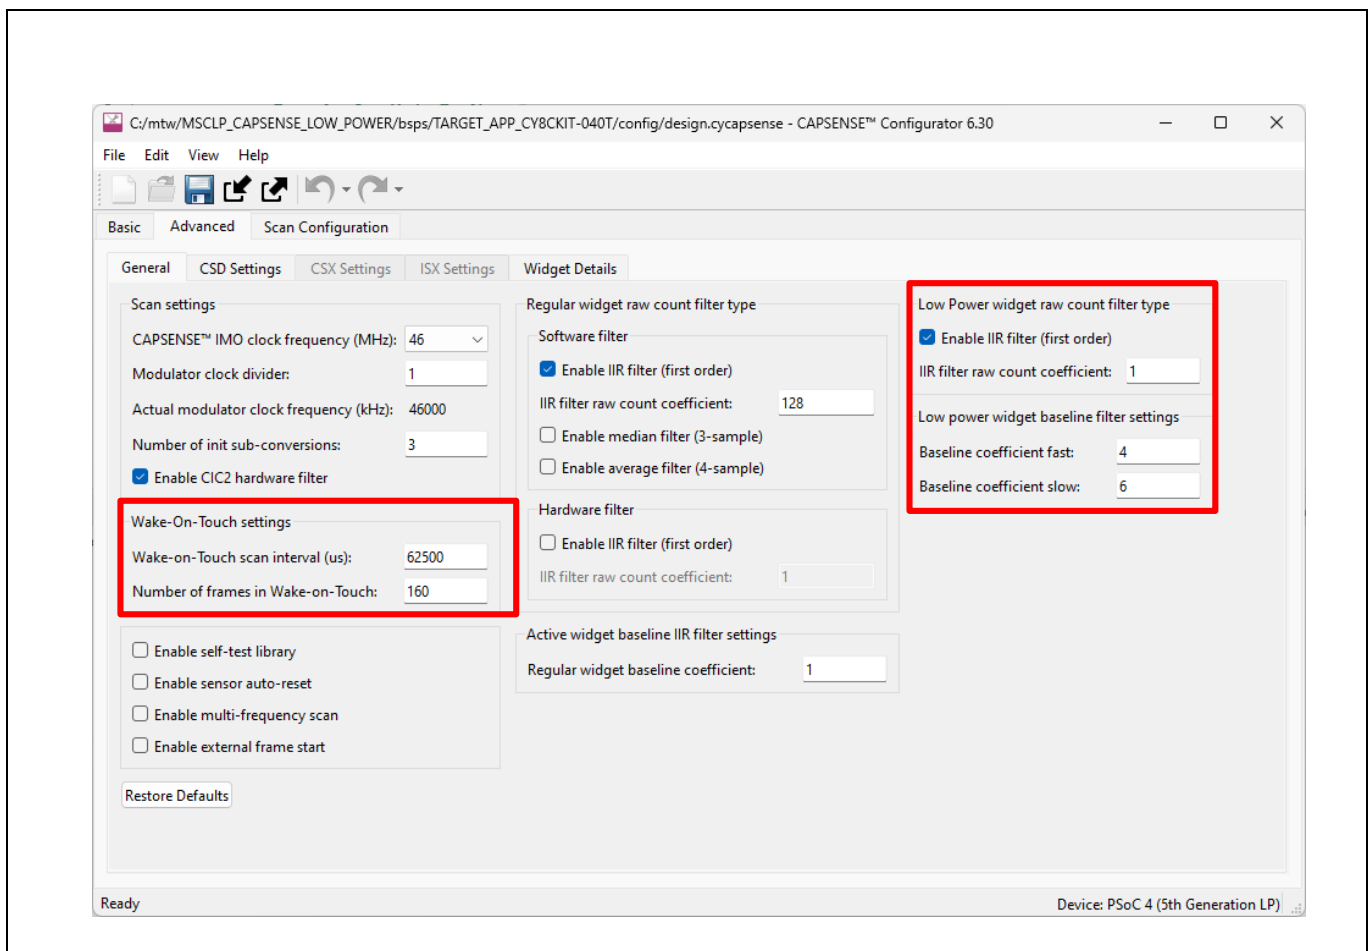 C:/mtw/MSCLP_CAPSENSE_LOW_POWER/bsps/TARGET_APP_CY8CKIT-040T/config/design.cycapsense - CAPSENSE™ Configurator 6.30
File Edit View Help
Basic Advanced Scan Configuration
General CSD Settings CSX Settings ISX Settings Widget Details
Scan settings
CAPSENSE™ IMO clock frequency (MHz): 46
Modulator clock divider: 1
Actual modulator clock frequency (kHz): 46000
Number of init sub-conversions: 3
Enable CIC2 hardware filter
Wake-On-Touch settings
Wake-on-Touch scan interval (us): 62500
Number of frames in Wake-on-Touch: 160
Enable self-test library
Enable sensor auto-reset
Enable multi-frequency scan
Enable external frame start
Restore Defaults
Regular widget raw count filter type
Software filter
Enable IIR filter (first order)
IIR filter raw count coefficient: 128
Enable median filter (3-sample)
Enable average filter (4-sample)
Hardware filter
Enable IIR filter (first order)
IIR filter raw count coefficient: 1
Active widget baseline IIR filter settings
Regular widget baseline coefficient: 1
Low Power widget raw count filter type
Enable IIR filter (first order)
IIR filter raw count coefficient: 1
Low power widget baseline filter settings
Baseline coefficient fast: 4
Baseline coefficient slow: 6
Ready Device: PSoC 4 (5th Generation LP)